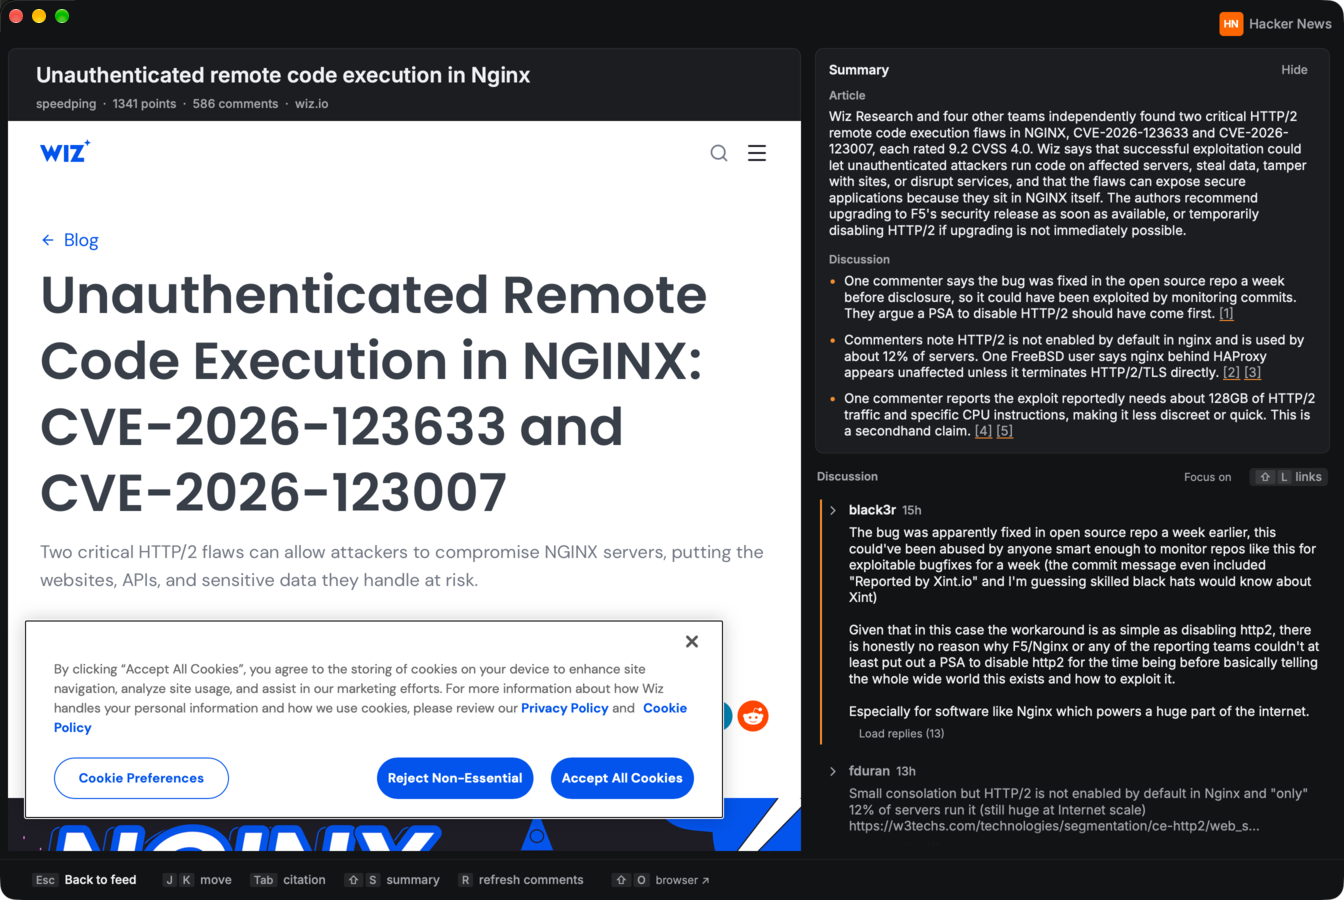 HN Hacker News
Unauthenticated remote code execution in Nginx
speedping · 1341 points · 586 comments · wiz.io
WIZ
← Blog
Unauthenticated Remote
Code Execution in NGINX:
CVE-2026-123633 and
CVE-2026-123007
Two critical HTTP/2 flaws can allow attackers to compromise NGINX servers, putting the
websites, APIs, and sensitive data they handle at risk.
By clicking “Accept All Cookies”, you agree to the storing of cookies on your device to enhance site
navigation, analyze site usage, and assist in our marketing efforts. For more information about how Wiz
handles your personal information and how we use cookies, please review our Privacy Policy and Cookie
Policy
Cookie Preferences
Reject Non-Essential
Accept All Cookies
NGINX
Summary
Hide
Article
Wiz Research and four other teams independently found two critical HTTP/2
remote code execution flaws in NGINX, CVE-2026-123633 and CVE-2026-
123007, each rated 9.2 CVSS 4.0. Wiz says that successful exploitation could
let unauthenticated attackers run code on affected servers, steal data, tamper
with sites, or disrupt services, and that the flaws can expose secure
applications because they sit in NGINX itself. The authors recommend
upgrading to F5's security release as soon as available, or temporarily
disabling HTTP/2 if upgrading is not immediately possible.
Discussion
• One commenter says the bug was fixed in the open source repo a week
before disclosure, so it could have been exploited by monitoring commits.
They argue a PSA to disable HTTP/2 should have come first. [1]
• Commenters note HTTP/2 is not enabled by default in nginx and is used by
about 12% of servers. One FreeBSD user says nginx behind HAProxy
appears unaffected unless it terminates HTTP/2/TLS directly. [2] [3]
• One commenter reports the exploit reportedly needs about 128GB of HTTP/2
traffic and specific CPU instructions, making it less discreet or quick. This is
a secondhand claim. [4] [5]
Discussion
Focus on
⇧ L links
black3r 15h
The bug was apparently fixed in open source repo a week earlier, this
could've been abused by anyone smart enough to monitor repos like this for
exploitable bugfixes for a week (the commit message even included
"Reported by Xint.io" and I'm guessing skilled black hats would know about
Xint)
Given that in this case the workaround is as simple as disabling http2, there
is honestly no reason why F5/Nginx or any of the reporting teams couldn't at
least put out a PSA to disable http2 for the time being before basically telling
the whole wide world this exists and how to exploit it.
Especially for software like Nginx which powers a huge part of the internet.
Load replies (13)
fduran 13h
Small consolation but HTTP/2 is not enabled by default in Nginx and "only"
12% of servers run it (still huge at Internet scale)
https://w3techs.com/technologies/segmentation/ce-http2/web_s...
Esc Back to feed J K move Tab citation ⇧ S summary R refresh comments ⇧ O browser ↗